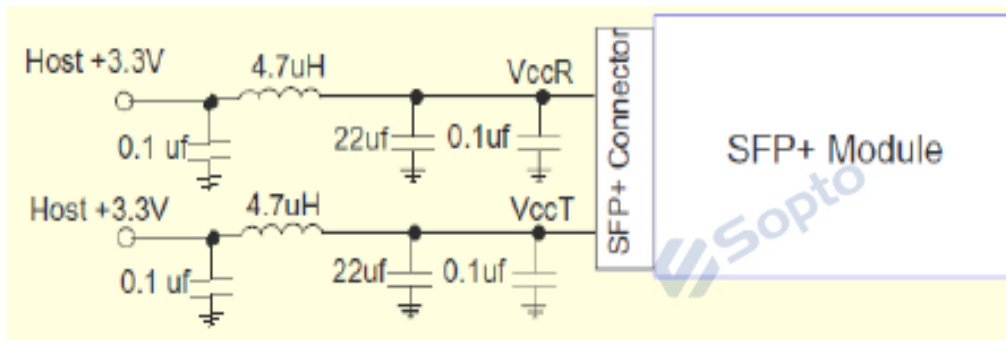 Host +3.3V
4.7uH
VccR
0.1 uf
22uf
0.1uf
Host +3.3V
4.7uH
VccT
0.1 uf
22uf
0.1uf
SFP+ Connector
SFP+ Module
Sopto